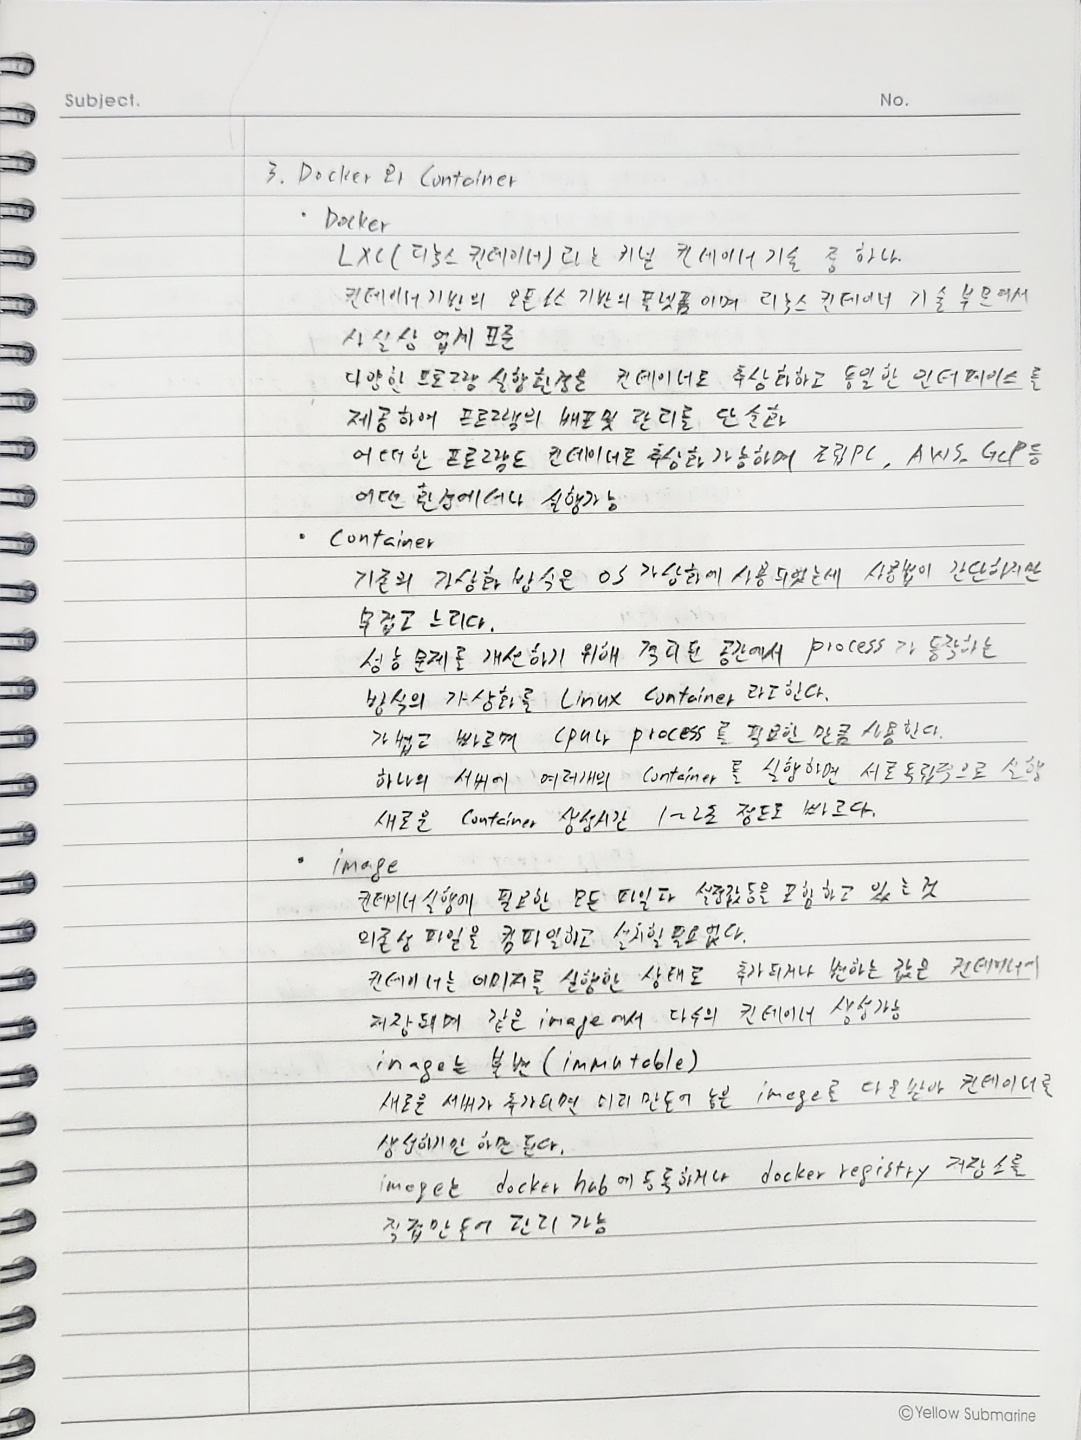 Subject.
No.
3. Docker와 Container
· Docker
LXC(리눅스 컨테이너)라는 커널 컨테이너 기술 중 하나.
컨테이너기반의 오픈소스 기반의 플랫폼이며 리눅스 컨테이너 기술 부문에서
사실상 업계 표준
다양한 프로그램 실행환경을 컨테이너로 추상화하고 동일한 인터페이스를
제공하여 프로그램의 배포및 관리를 단순화
어떠한 프로그램도 컨테이너로 추상화가능하며 조립PC, AWS, GCP등
어떤 환경에서나 실행가능
· Container
기존의 가상화 방식은 OS 가상화에 사용되었는데 사용법이 간단하지만
무겁고 느리다.
성능 문제를 개선하기 위해 격리된 공간에서 process가 동작하는
방식의 가상화를 Linux Container라고한다.
가볍고 빠르며 cpu나 process를 필요한 만큼 사용한다.
하나의 서버에 여러개의 container를 실행하면 서로독립적으로 실행
새로운 container 생성시간 1~2초 정도로 빠르다.
· image
컨테이너실행에 필요한 모든 파일과 설정값등을 포함하고 있는 것
의존성 파일을 컴파일하고 설치할필요없다.
컨테이너는 이미지를 실행한 상태로 추가되거나 변하는 값은 컨테이너에
저장되며 같은 image에서 다수의 컨테이너 생성가능
image는 불변(immutable)
새로운 서버가 추가되면 미리 만들어 놓은 image를 다운받아 컨테이너를
생성하기만 하면 된다.
image는 docker hub에등록하거나 docker registry 저장소를
직접만들어 관리 가능
©Yellow Submarine